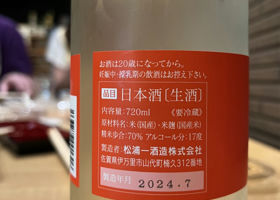 お酒は20歳になってから。
妊娠中・授乳期の飲酒はお控え下さい。
品目 日本酒〔生酒〕
内容量:720ml 《要冷蔵》
原材料名:米(国産)・米麹(国産米)
精米歩合:70% アルコール分:17度
製造者:松浦一酒造株式会社
佐賀県伊万里市山代町楠久312番地
製造年月 2024.7